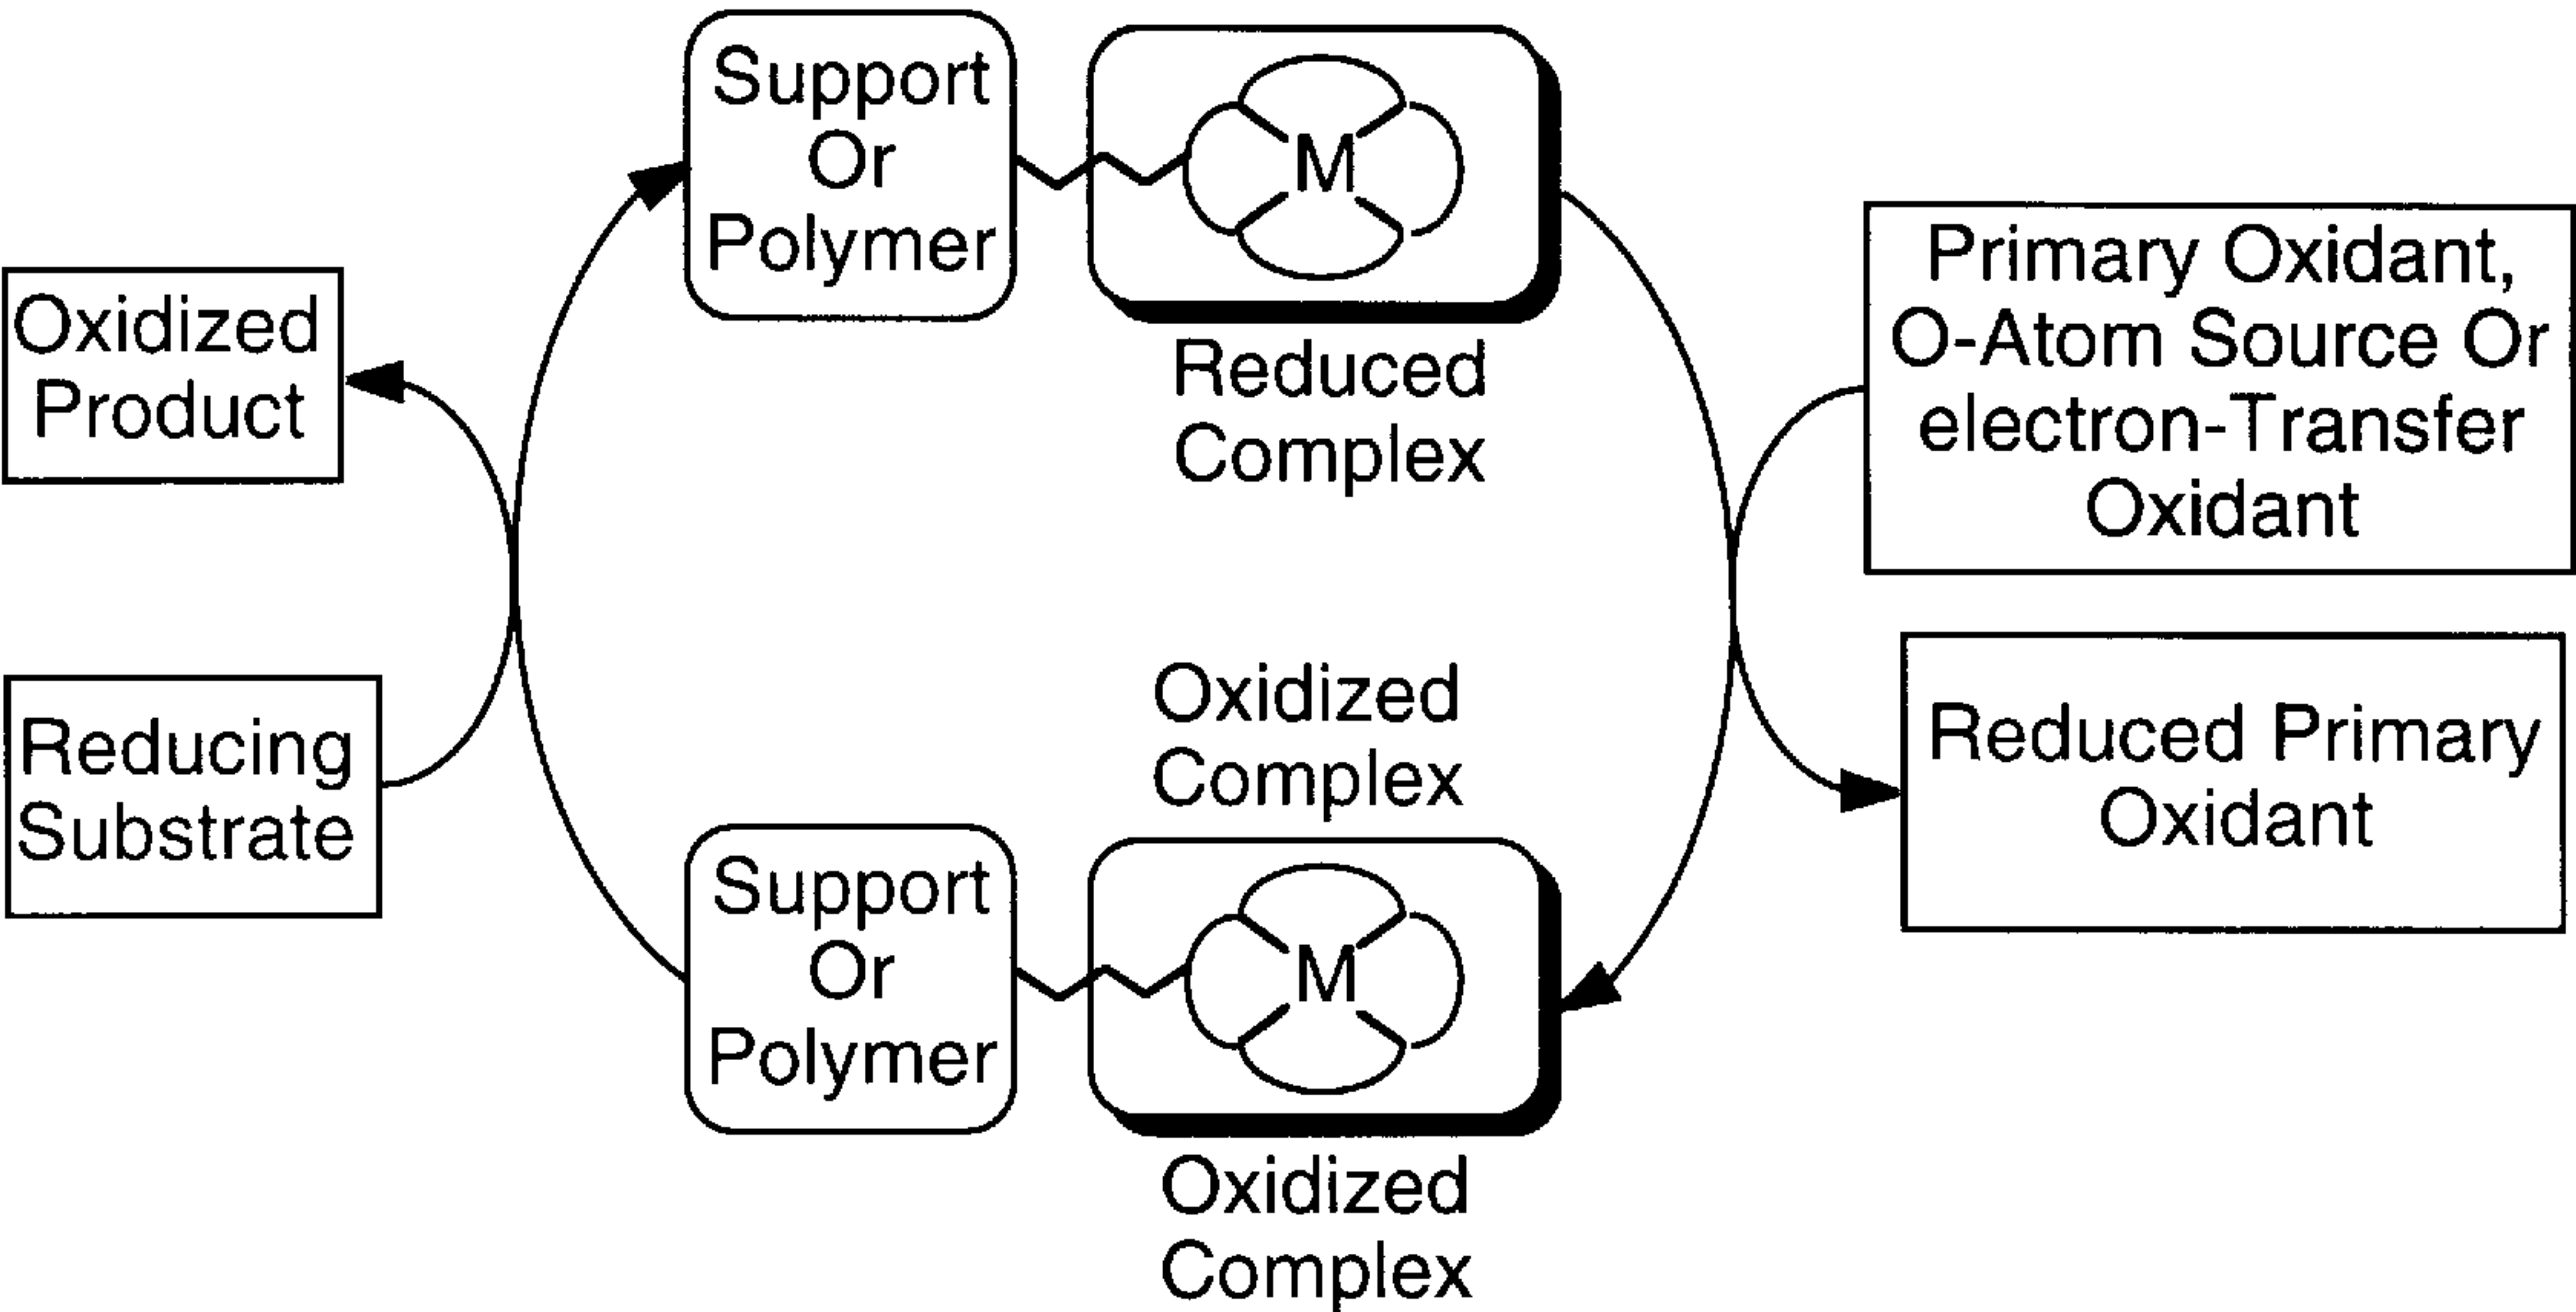 Support
Or
Polymer
M
Reduced
Complex
Primary Oxidant,
O-Atom Source Or
electron-Transfer
Oxidant
Oxidized
Product
Reducing
Substrate
Oxidized
Complex
Reduced Primary
Oxidant
Support
Or
Polymer
M
Oxidized
Complex